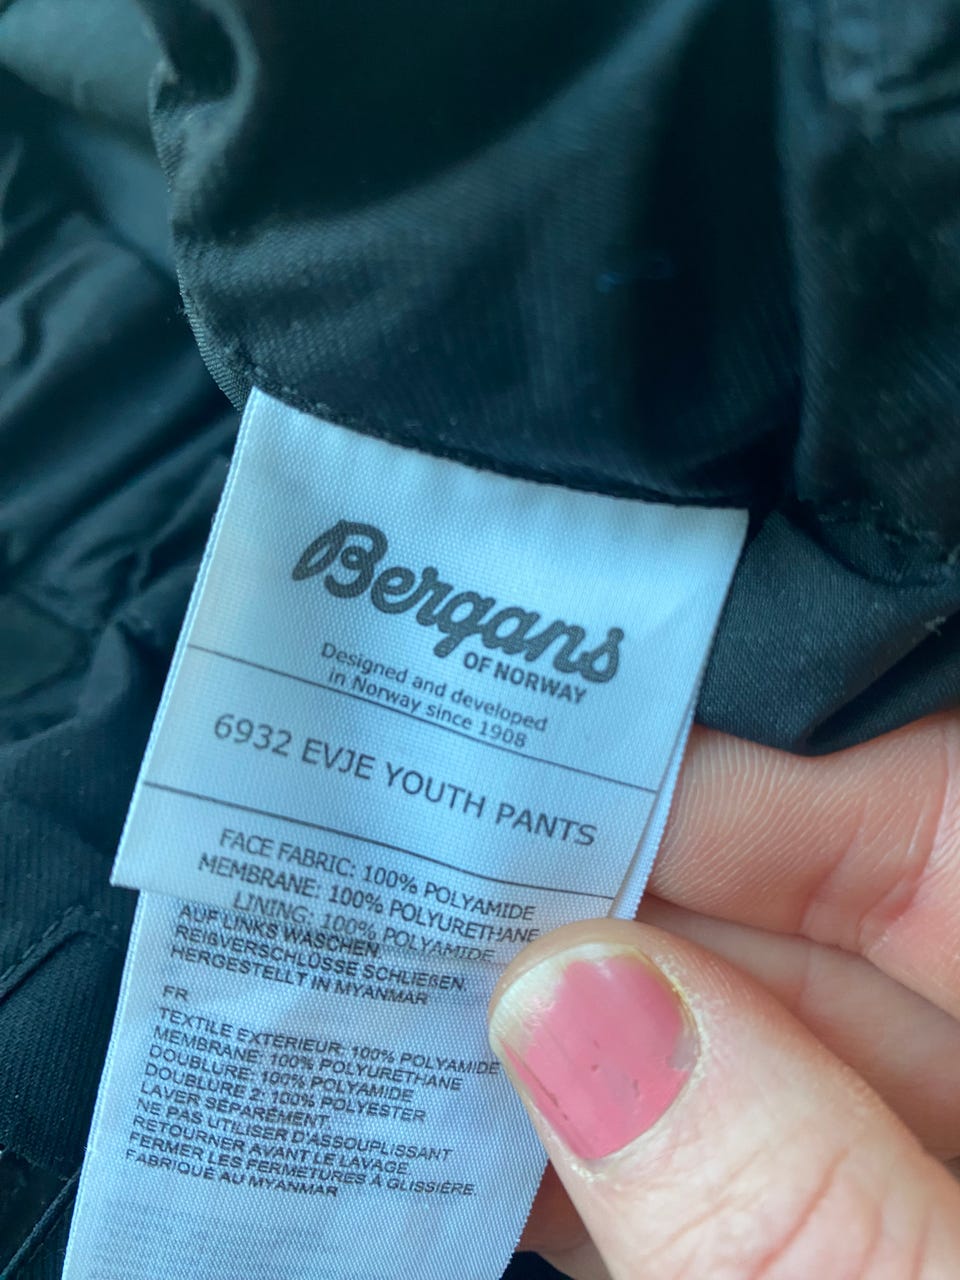 Bergans
OF NORWAY
Designed and developed
in Norway since 1908
6932 EVJE YOUTH PANTS
FACE FABRIC: 100% POLYAMIDE
MEMBRANE: 100% POLYURETHANE
LINING: 100% POLYAMIDE
AUF LINKS WASCHEN.
REIßVERSCHLÜSSE SCHLIEßEN.
HERGESTELLT IN MYANMAR
FR
TEXTILE EXTÉRIEUR: 100% POLYAMIDE
MEMBRANE: 100% POLYURETHANE
DOUBLURE: 100% POLYAMIDE
DOUBLURE 2: 100% POLYESTER
LAVER SÉPARÉMENT.
NE PAS UTILISER D'ASSOUPLISSANT
RETOURNER AVANT LE LAVAGE.
FERMER LES FERMETURES À GLISSIÈRE.
FABRIQUÉ AU MYANMAR